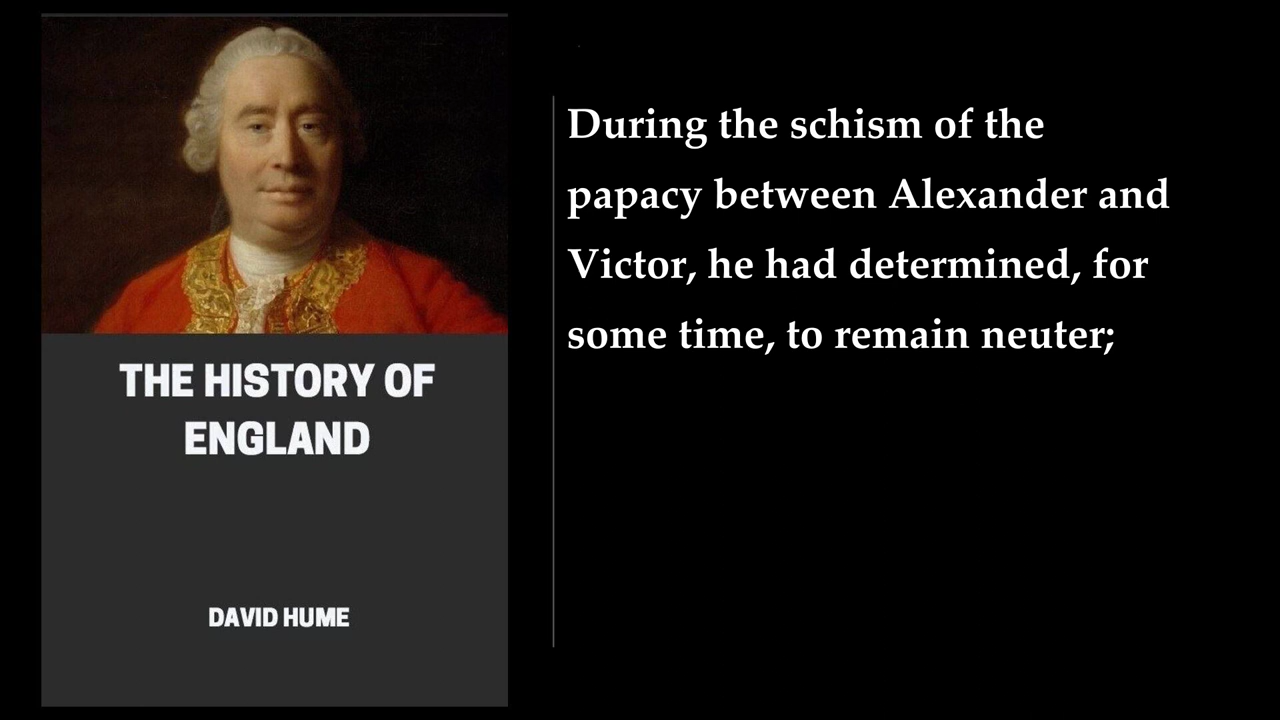 THE HISTORY OF
ENGLAND
DAVID HUME
During the schism of the
papacy between Alexander and
Victor, he had determined, for
some time, to remain neuter;